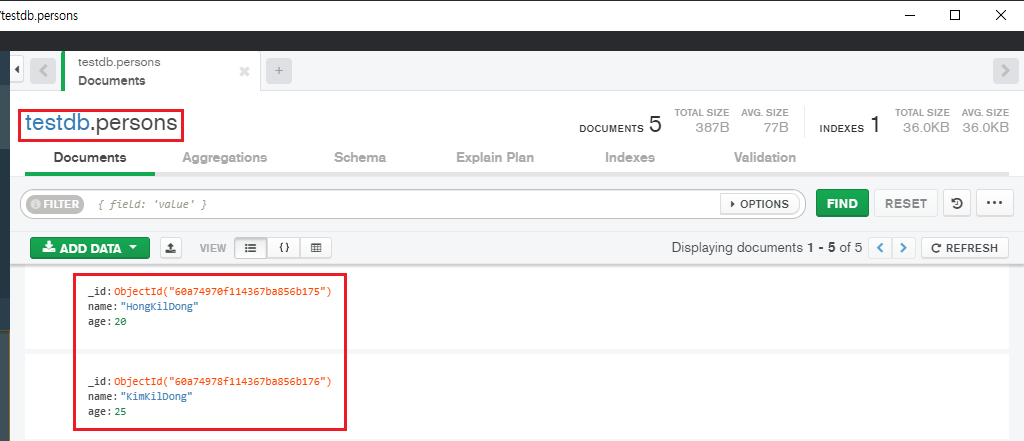 /testdb.persons
testdb.persons
Documents
+
testdb.persons
DOCUMENTS 5 TOTAL SIZE 387B AVG. SIZE 77B INDEXES 1 TOTAL SIZE 36.0KB AVG. SIZE 36.0KB
Documents Aggregations Schema Explain Plan Indexes Validation
FILTER { field: 'value' } OPTIONS FIND RESET ...
ADD DATA VIEW {} Displaying documents 1 - 5 of 5 < > REFRESH
_id: ObjectId("60a74970f114367ba856b175")
name: "HongKilDong"
age: 20
_id: ObjectId("60a74978f114367ba856b176")
name: "KimKilDong"
age: 25